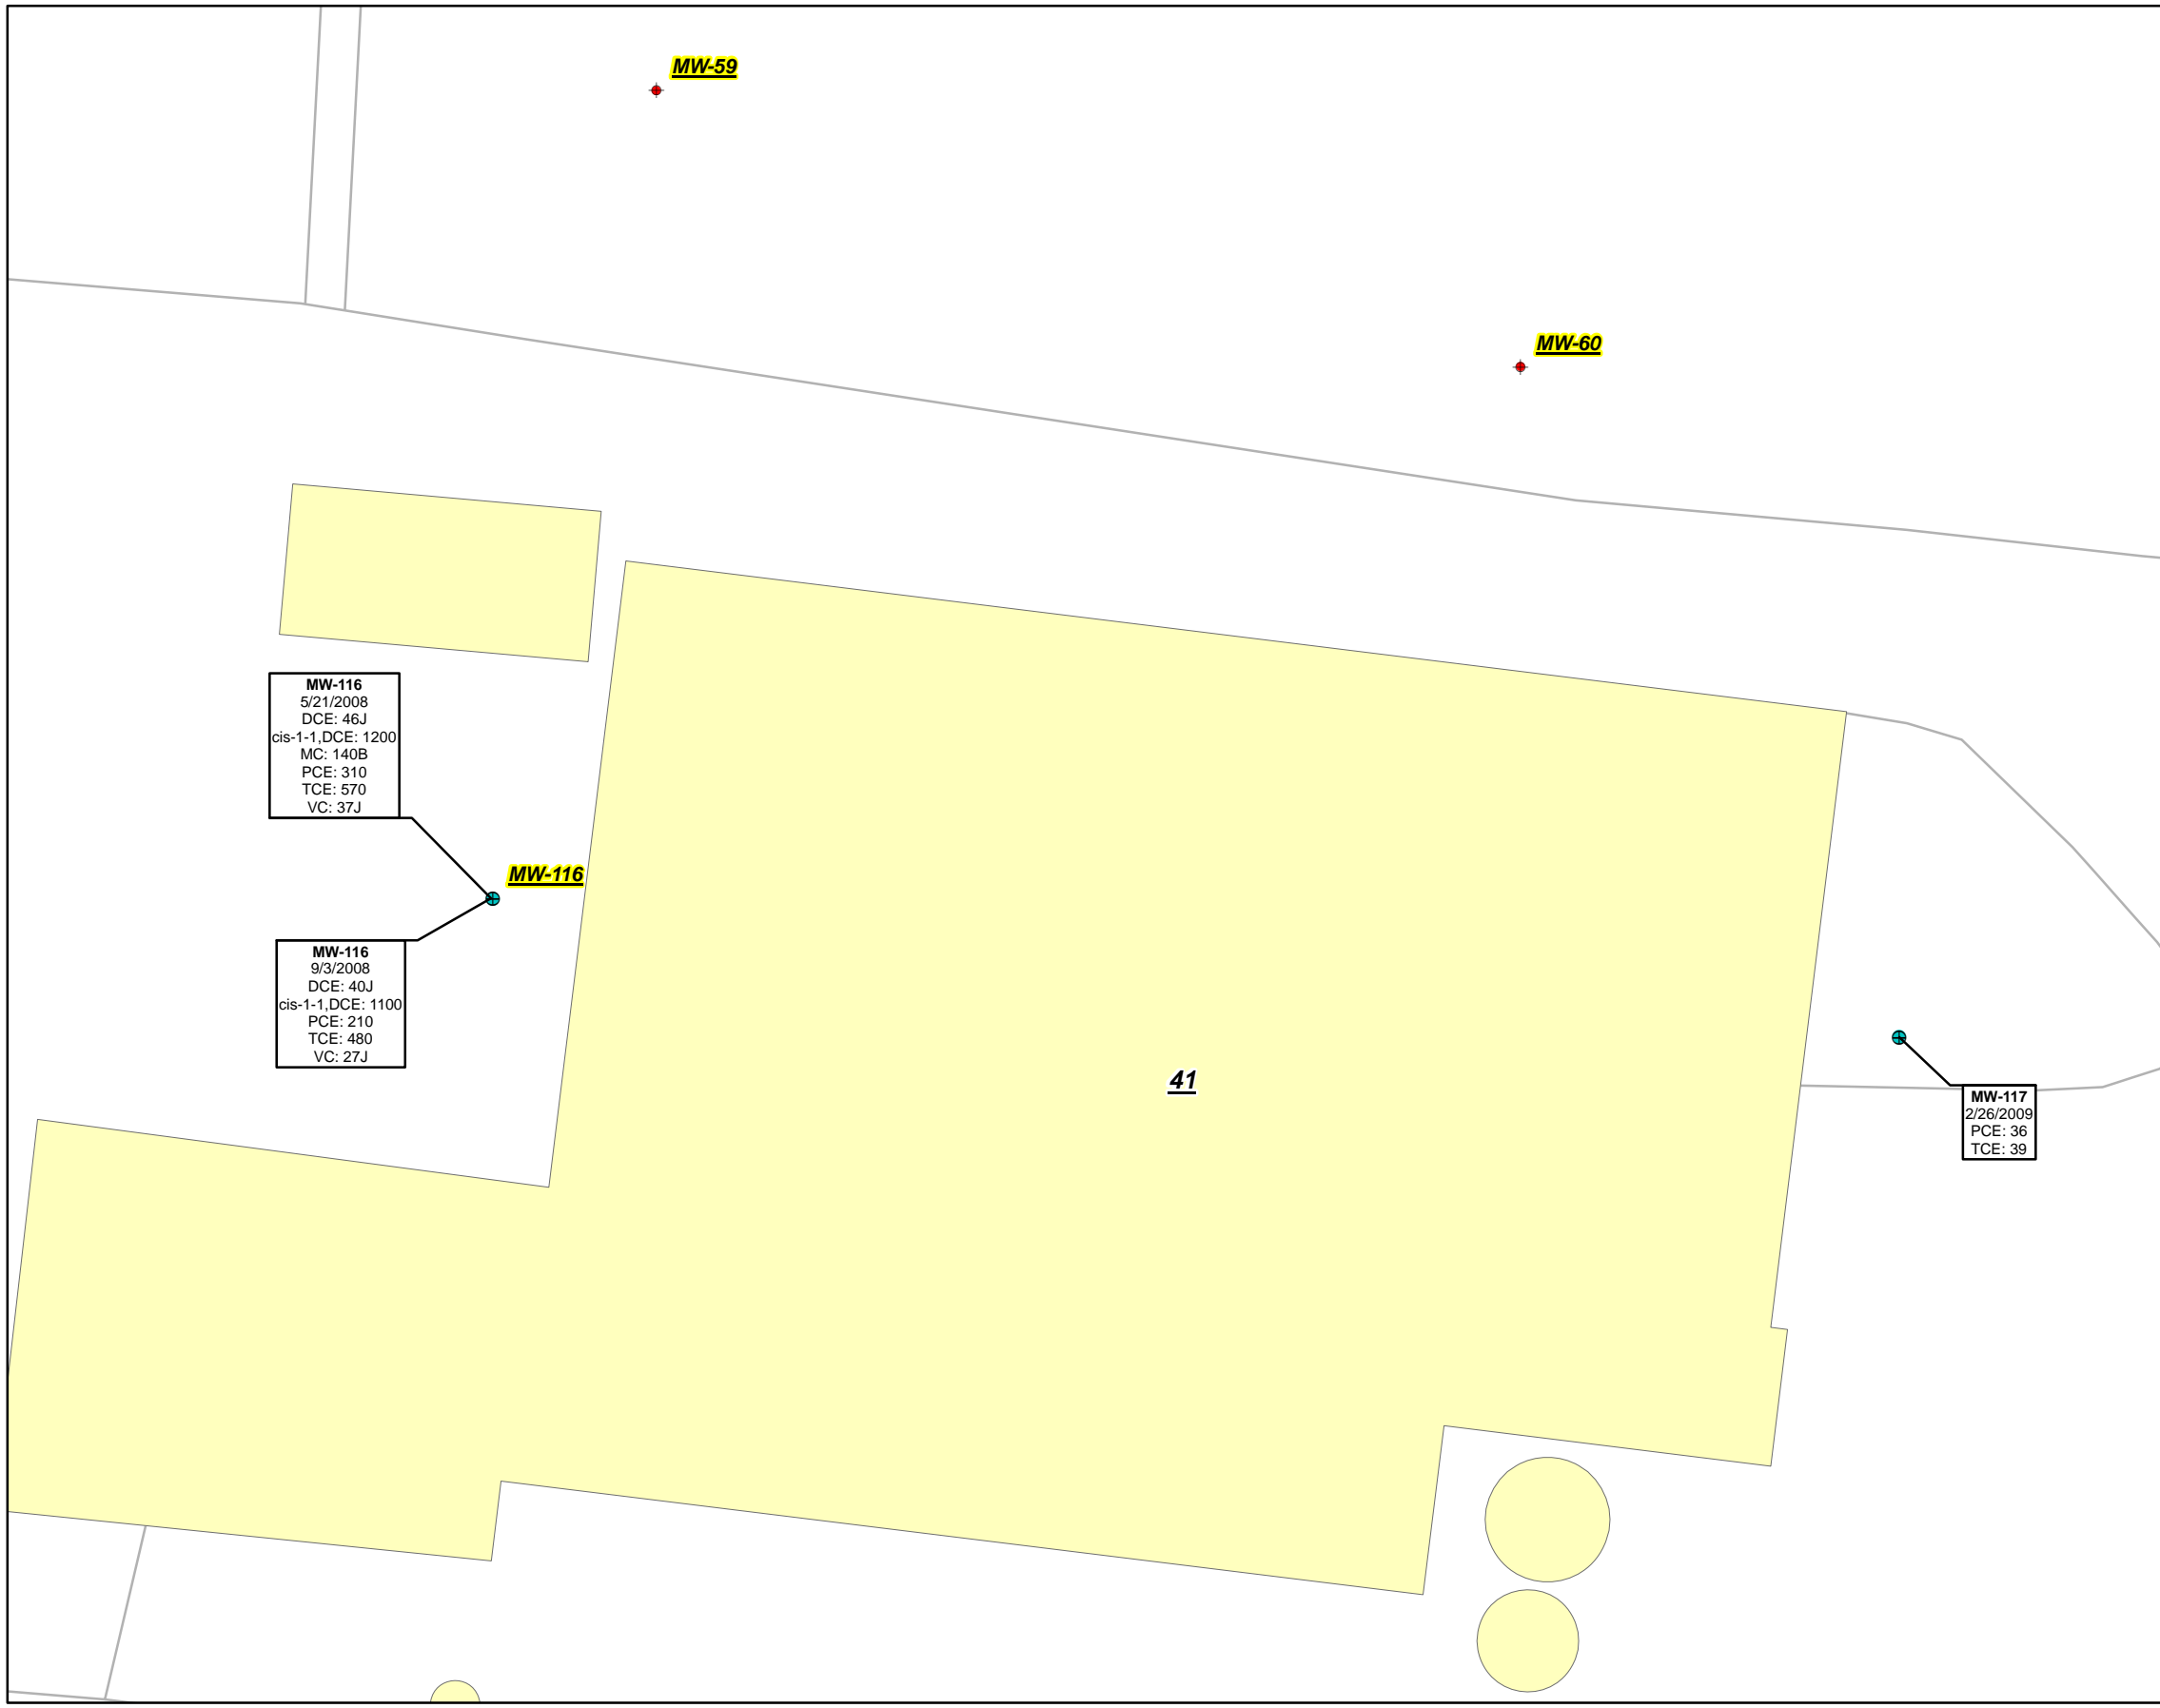 MW-59
MW-60
MW-116
5/21/2008
DCE: 46J
cis-1-1,DCE: 1200
MC: 140B
PCE: 310
TCE: 570
VC: 37J
MW-116
MW-116
9/3/2008
DCE: 40J
cis-1-1,DCE: 1100
PCE: 210
TCE: 480
VC: 27J
41
MW-117
2/26/2009
PCE: 36
TCE: 39